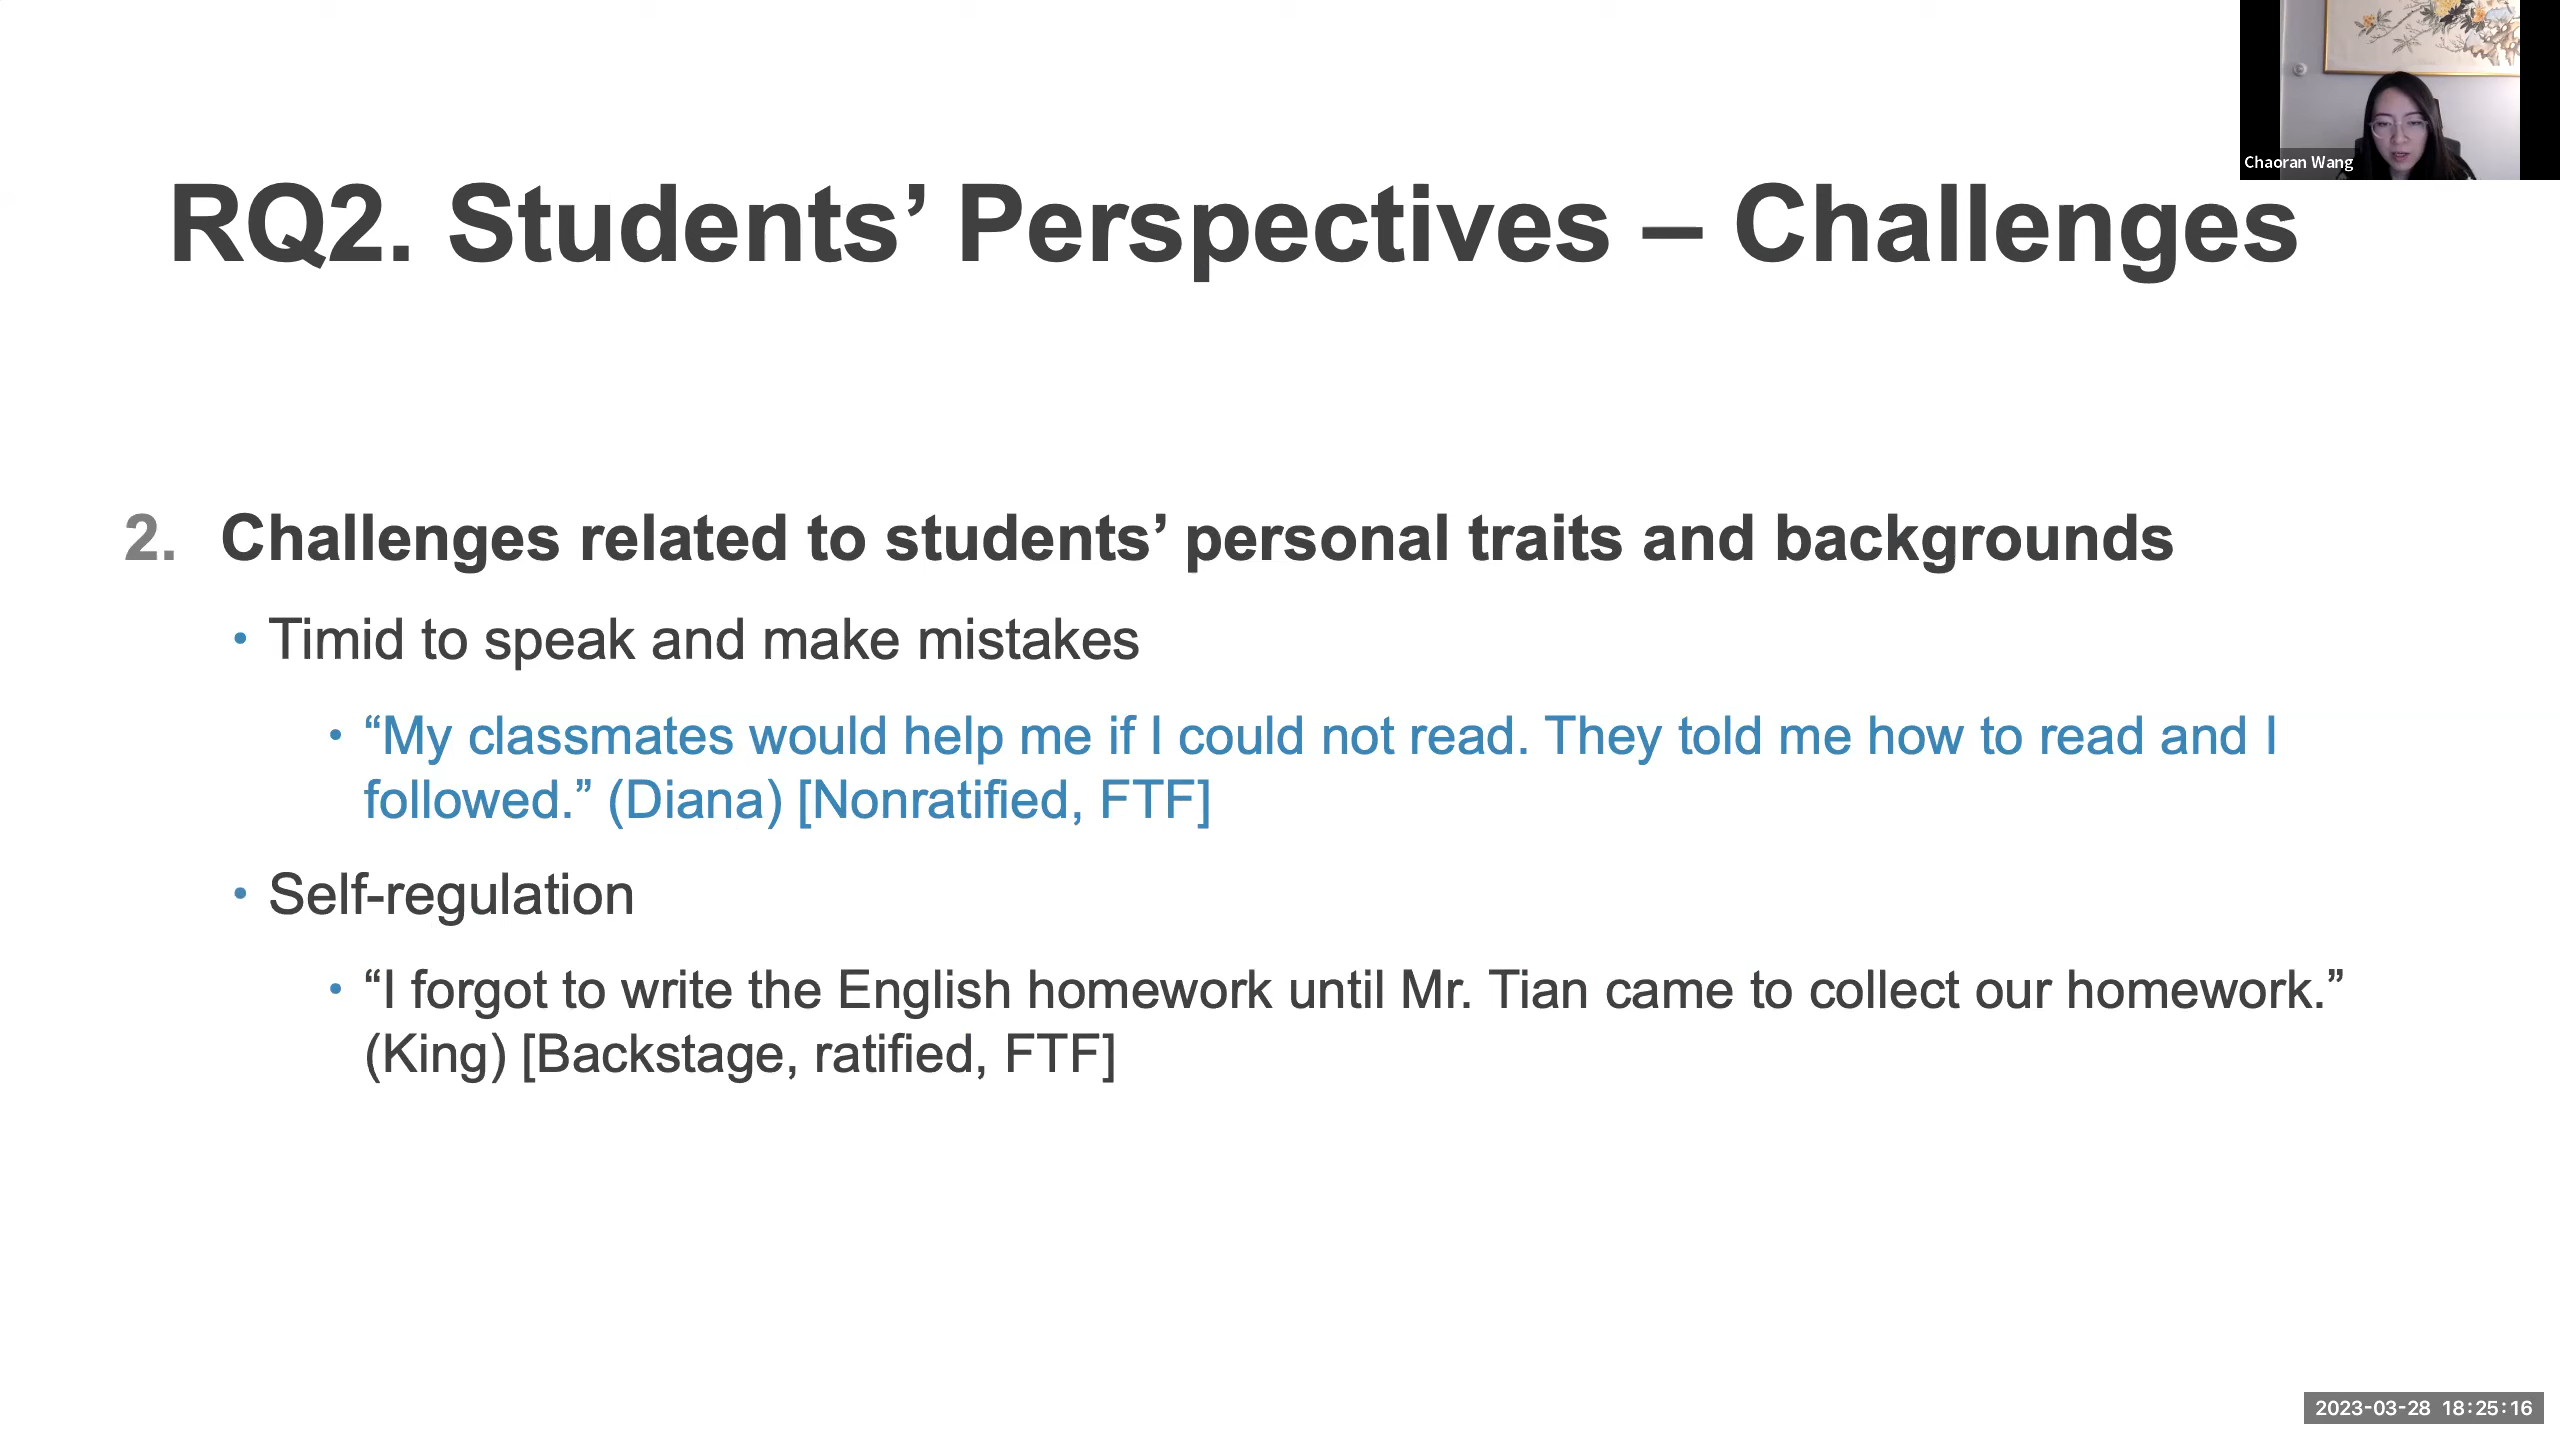 Chaoran Wang
RQ2. Students’ Perspectives – Challenges
2. Challenges related to students’ personal traits and backgrounds
• Timid to speak and make mistakes
• “My classmates would help me if I could not read. They told me how to read and I
followed.” (Diana) [Nonratified, FTF]
• Self-regulation
• “I forgot to write the English homework until Mr. Tian came to collect our homework.”
(King) [Backstage, ratified, FTF]
2023-03-28 18:25:16